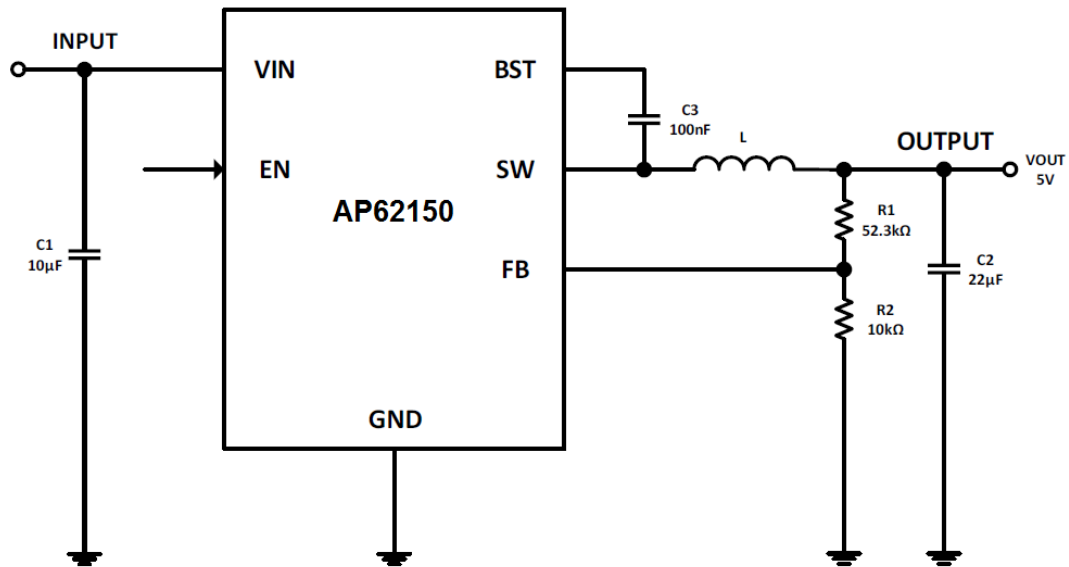 INPUT
VIN
BST
C3
100nF
L
OUTPUT
VOUT
5V
EN
SW
AP62150
R1
52.3kΩ
C1
10µF
FB
C2
22µF
R2
10kΩ
GND